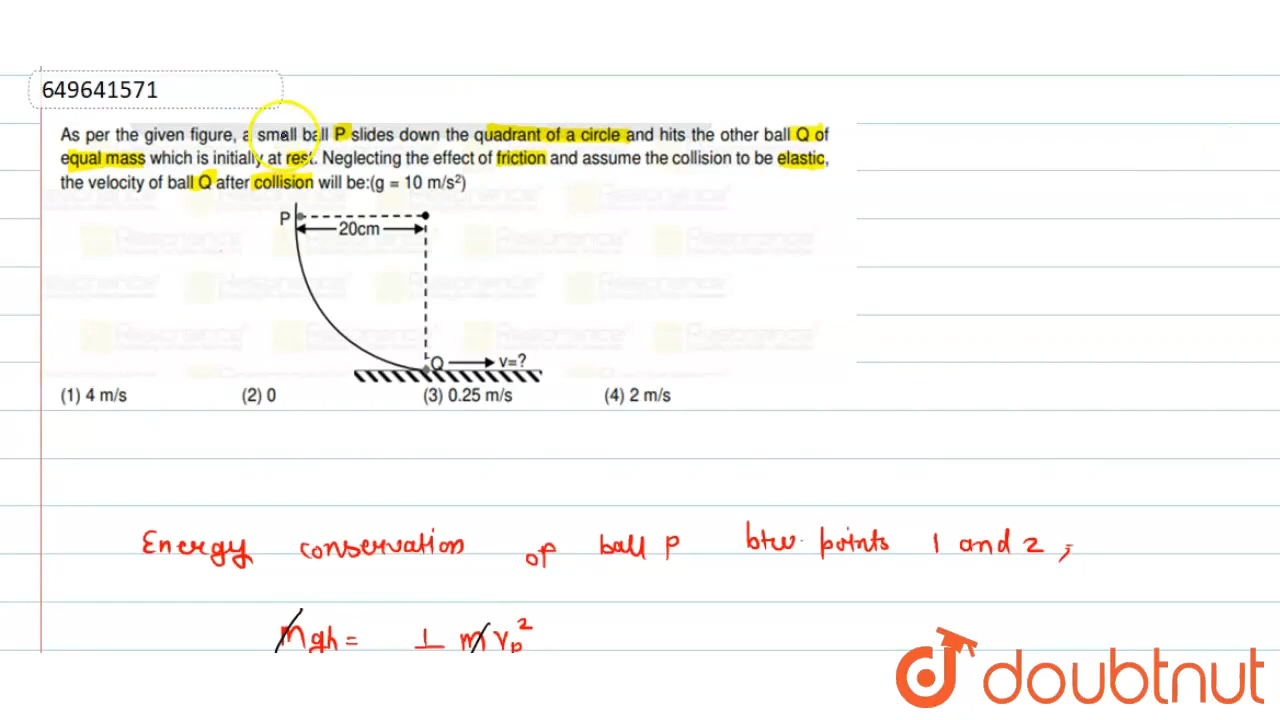 649641571
As per the given figure, a small ball P slides down the quadrant of a circle and hits the other ball Q of
equal mass which is initially at rest. Neglecting the effect of friction and assume the collision to be elastic,
the velocity of ball Q after collision will be:(g = 10 m/s²)
P
20cm
Q v=?
(1) 4 m/s (2) 0 (3) 0.25 m/s (4) 2 m/s
Energy conservation of ball P btw. points 1 and 2,
mgh = 1 m vp²
doubtnut